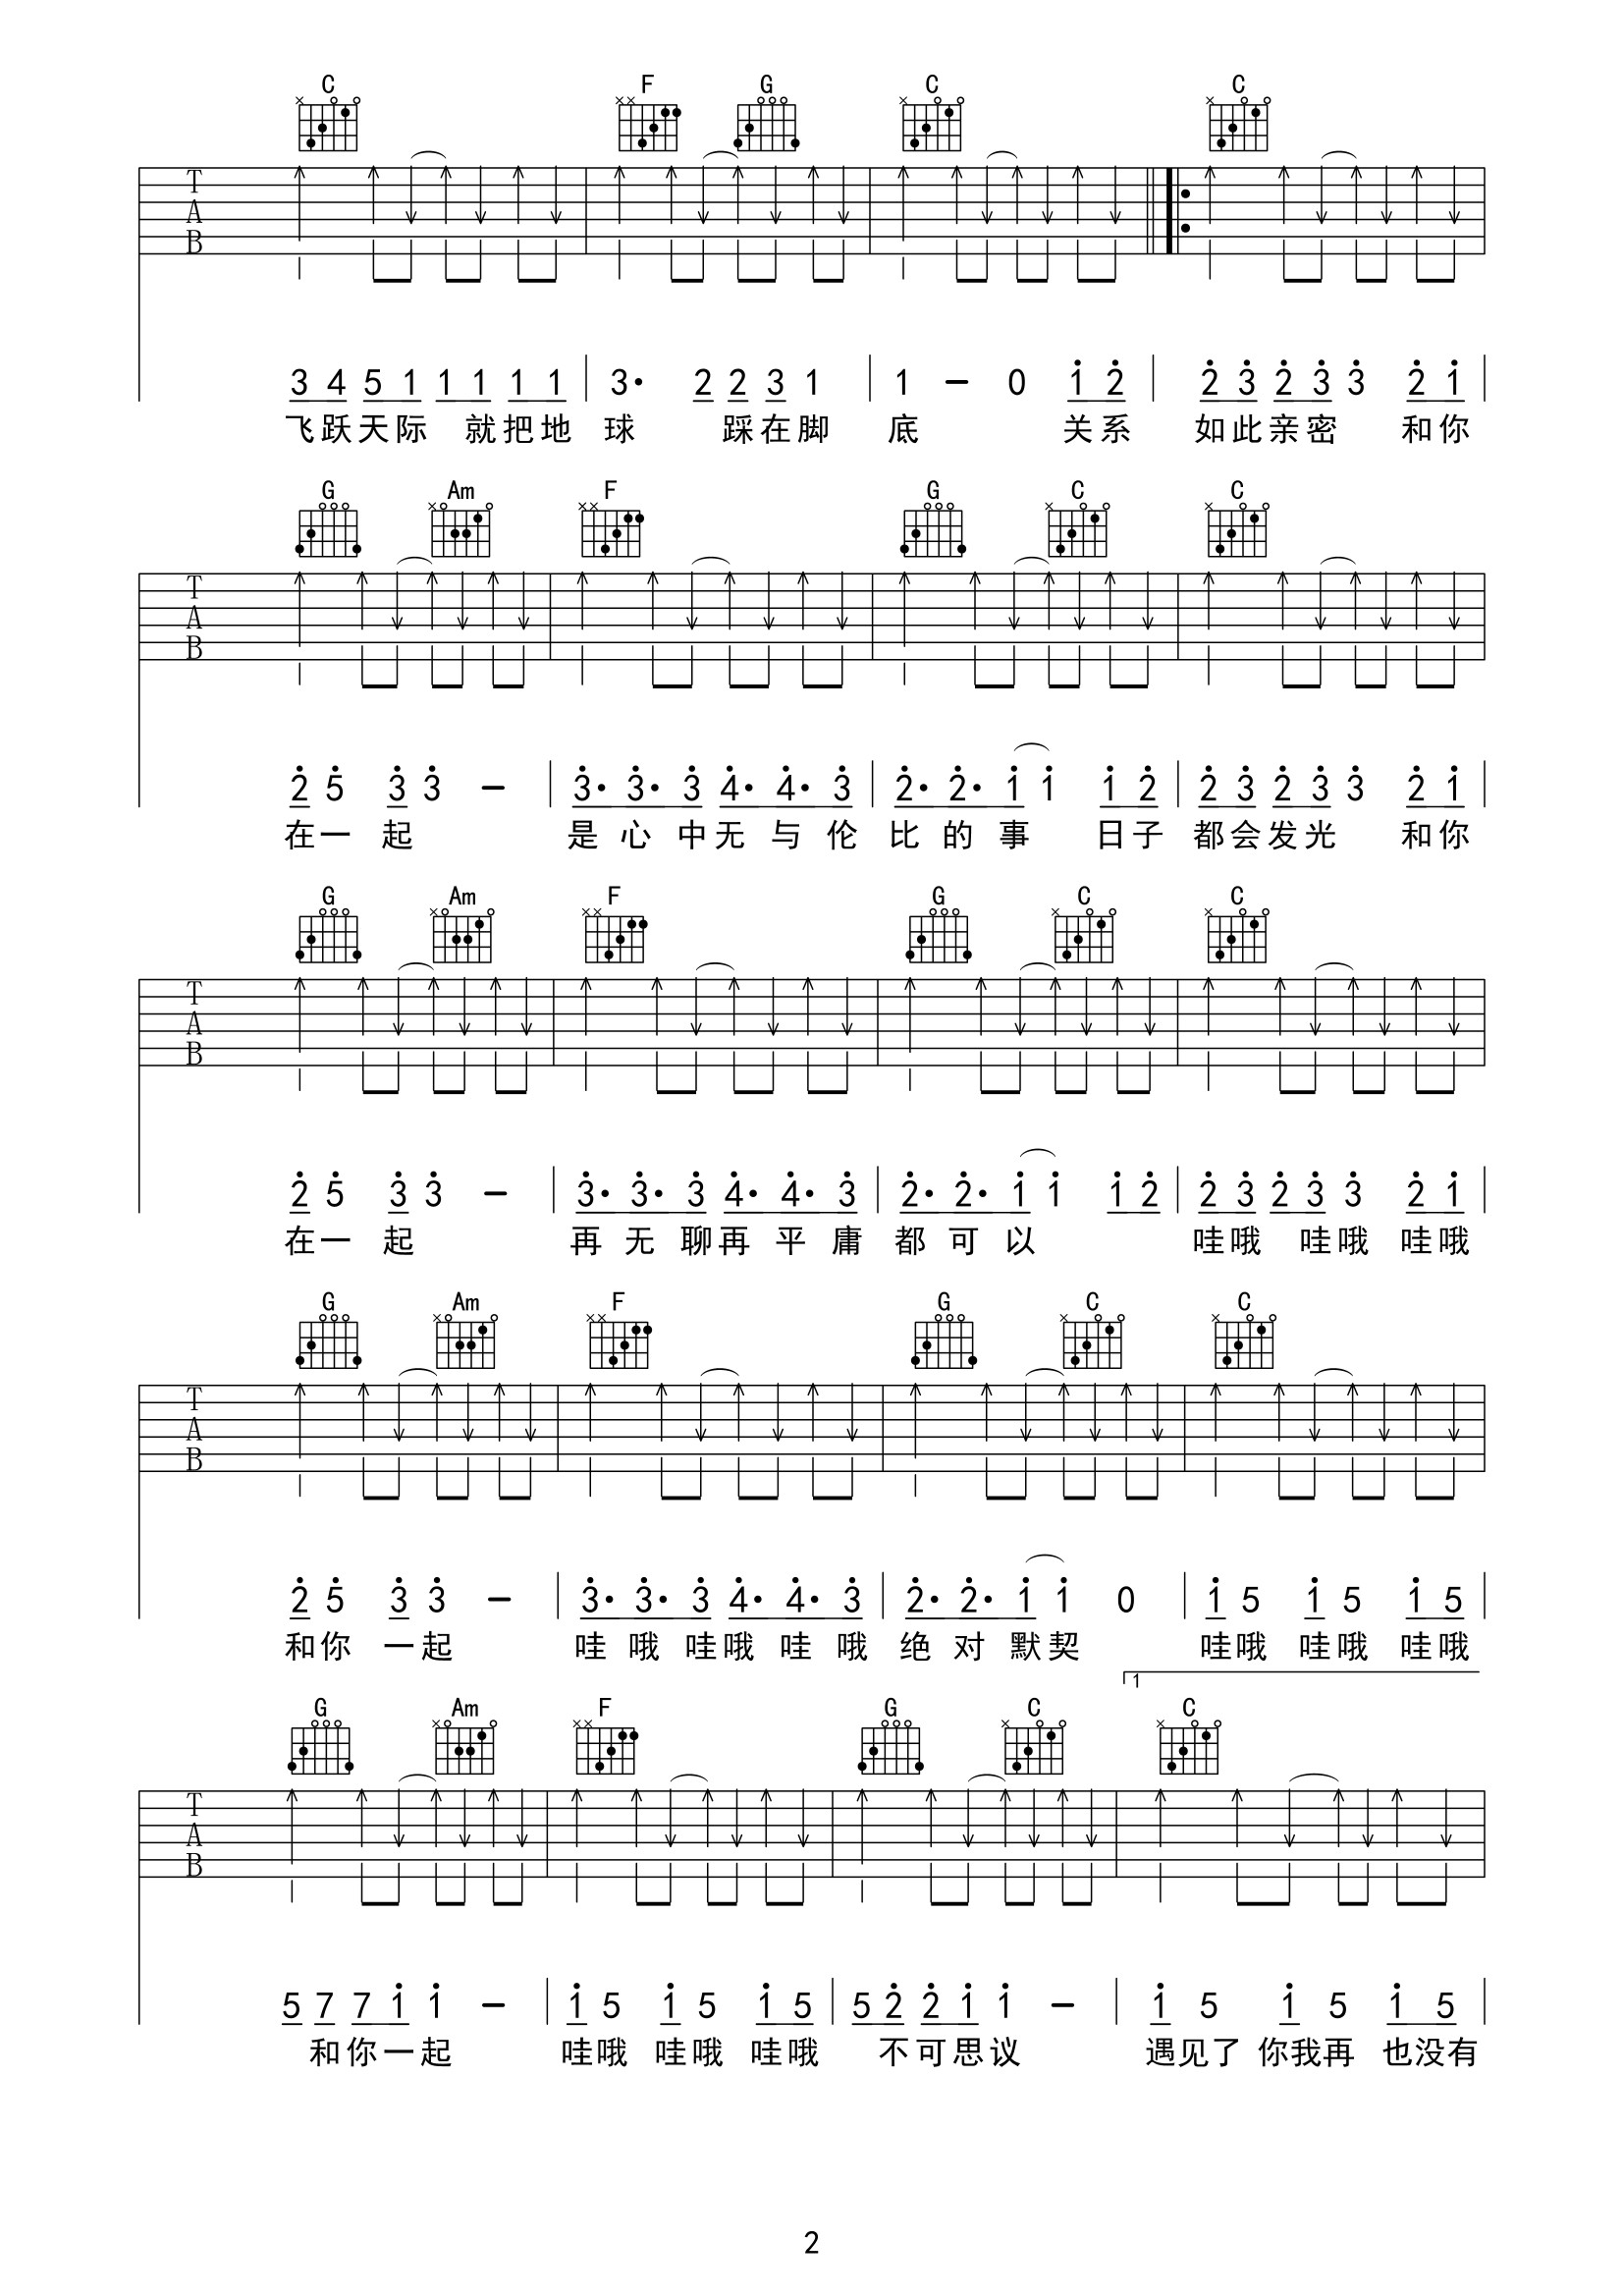 C F G C C
T
A
B
3 4 5 1 1 1 1 1 3· 2 2 3 1 1 - 0 1 2 2 3 2 3 3 2 1
飞跃天际 就把地 球 踩在脚 底 关系 如此亲密 和你
G Am F G C C
T
A
B
2 5 3 3 - 3· 3· 3 4· 4· 3 2· 2· 1 1 1 2 2 3 2 3 3 2 1
在一 起 是 心 中无 与 伦 比 的 事 日子 都会发光 和你
G Am F G C C
T
A
B
2 5 3 3 - 3· 3· 3 4· 4· 3 2· 2· 1 1 1 2 2 3 2 3 3 2 1
在一 起 再 无 聊再 平 庸 都 可 以 哇哦 哇哦 哇哦
G Am F G C C
T
A
B
2 5 3 3 - 3· 3· 3 4· 4· 3 2· 2· 1 1 0 1 5 1 5 1 5
和你 一起 哇 哦 哇哦 哇 哦 绝 对 默契 哇哦 哇哦 哇哦
1
G Am F G C C
T
A
B
5 7 7 1 1 - 1 5 1 5 1 5 5 2 2 1 1 - 1 5 1 5 1 5
和你一起 哇哦 哇哦 哇哦 不可思议 遇见了 你我再 也没有
2